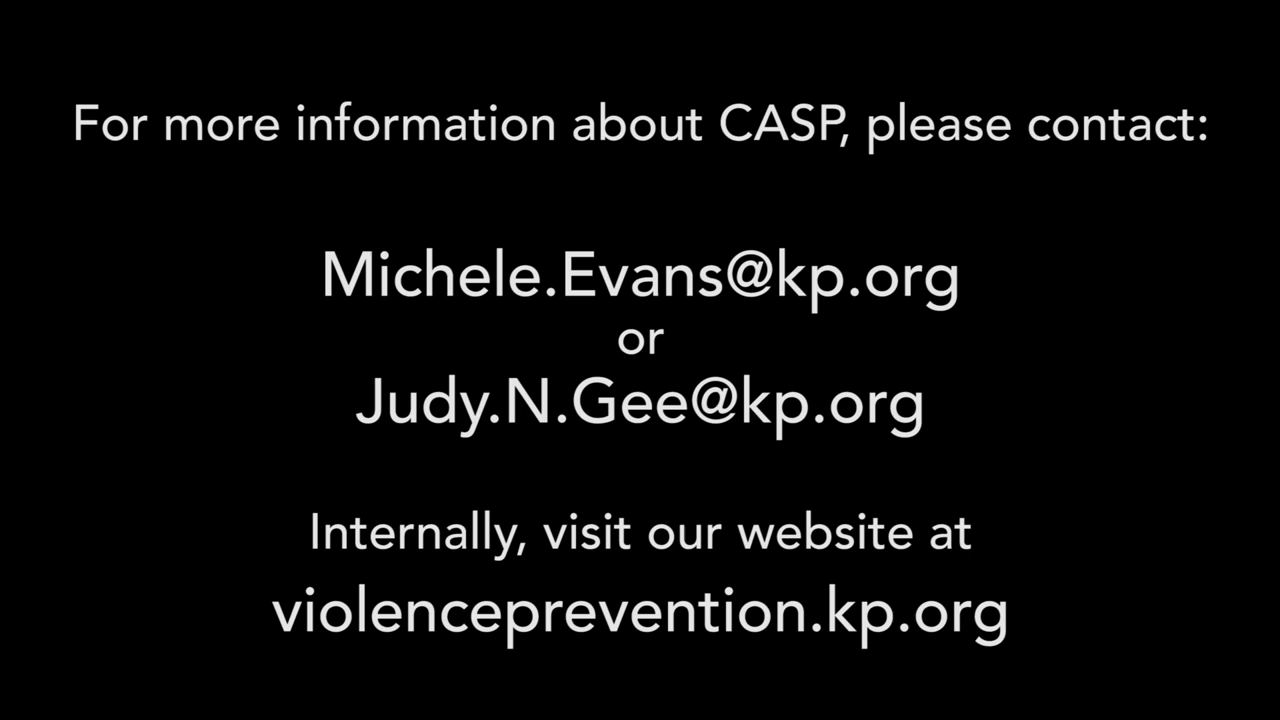 For more information about CASP, please contact:
Michele.Evans@kp.org
or
Judy.N.Gee@kp.org
Internally, visit our website at
violenceprevention.kp.org